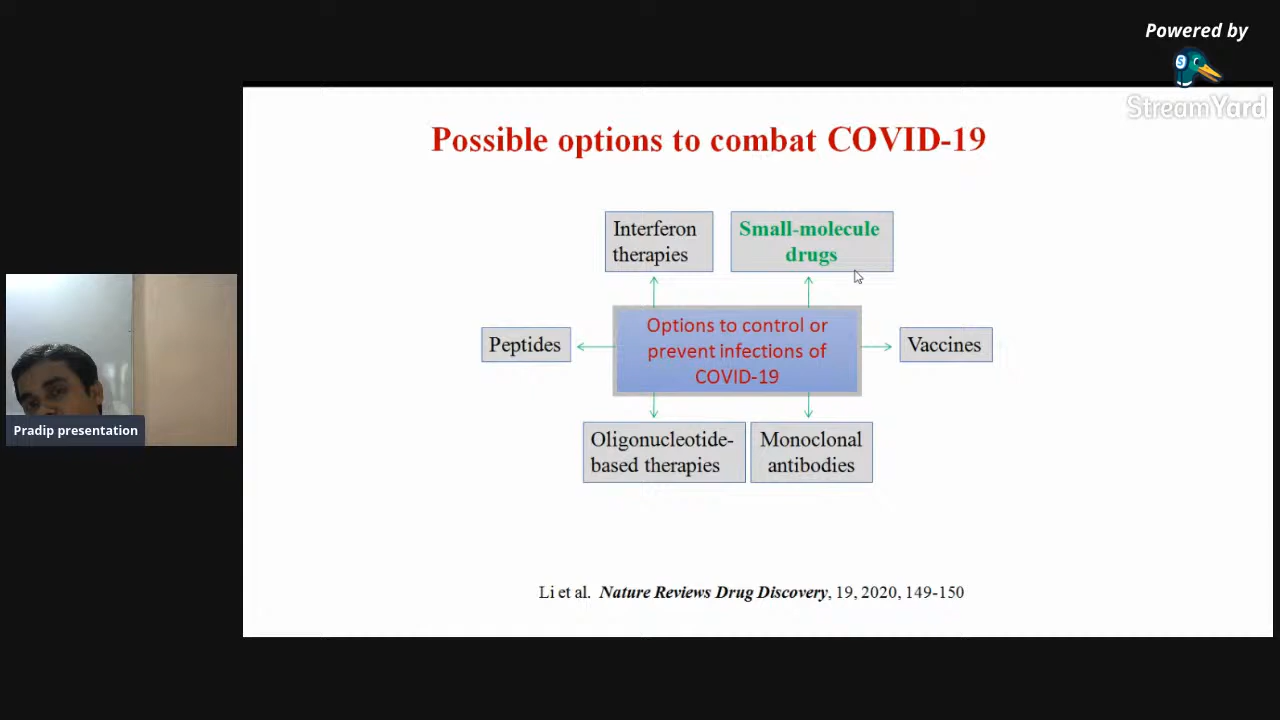 Powered by
StreamYard
Possible options to combat COVID-19
Interferon
therapies
Small-molecule
drugs
Options to control or
prevent infections of
COVID-19
Peptides
Vaccines
Oligonucleotide-
based therapies
Monoclonal
antibodies
Pradip presentation
Li et al. Nature Reviews Drug Discovery, 19, 2020, 149-150